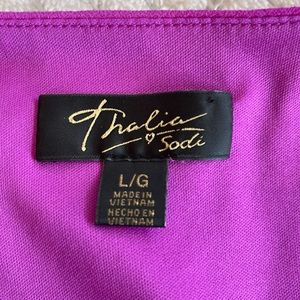 Thalia
Sodi
L/G
MADE IN
VIETNAM
HECHO EN
VIETNAM